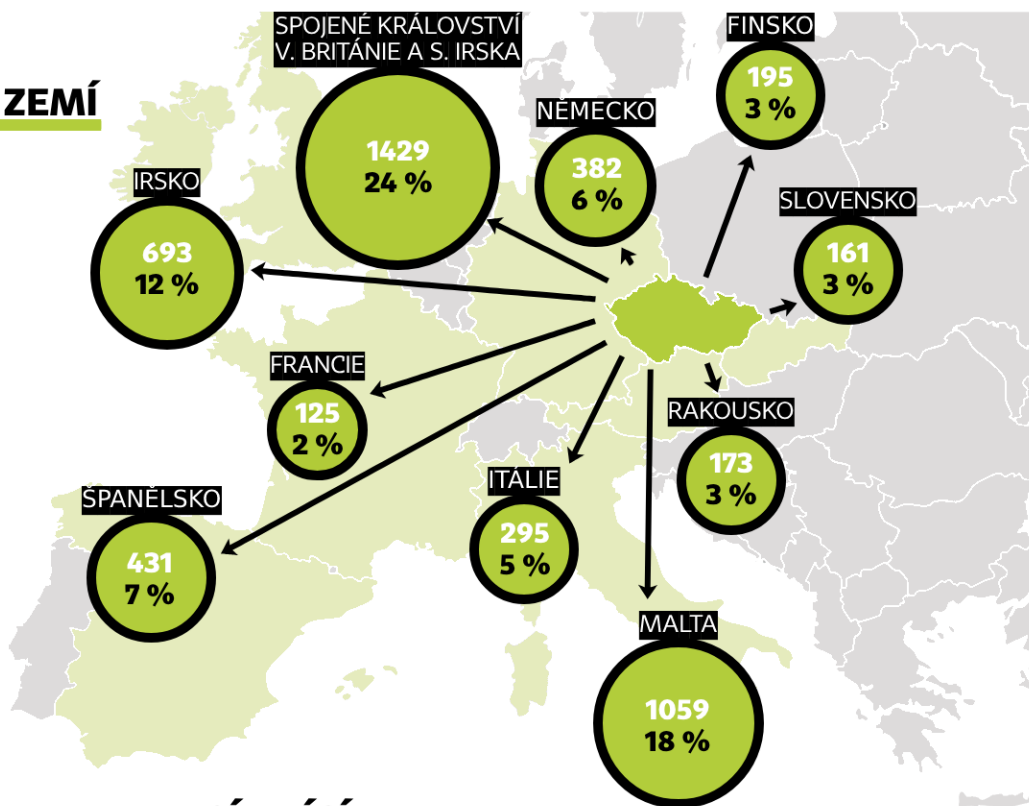 ZEMÍ
SPOJENÉ KRÁLOVSTVÍ
V. BRITÁNIE A S. IRSKA
1429
24 %
FINSKO
195
3 %
NĚMECKO
382
6 %
IRSKO
693
12 %
SLOVENSKO
161
3 %
FRANCIE
125
2 %
RAKOUSKO
173
3 %
ITÁLIE
295
5 %
ŠPANĚLSKO
431
7 %
MALTA
1059
18 %